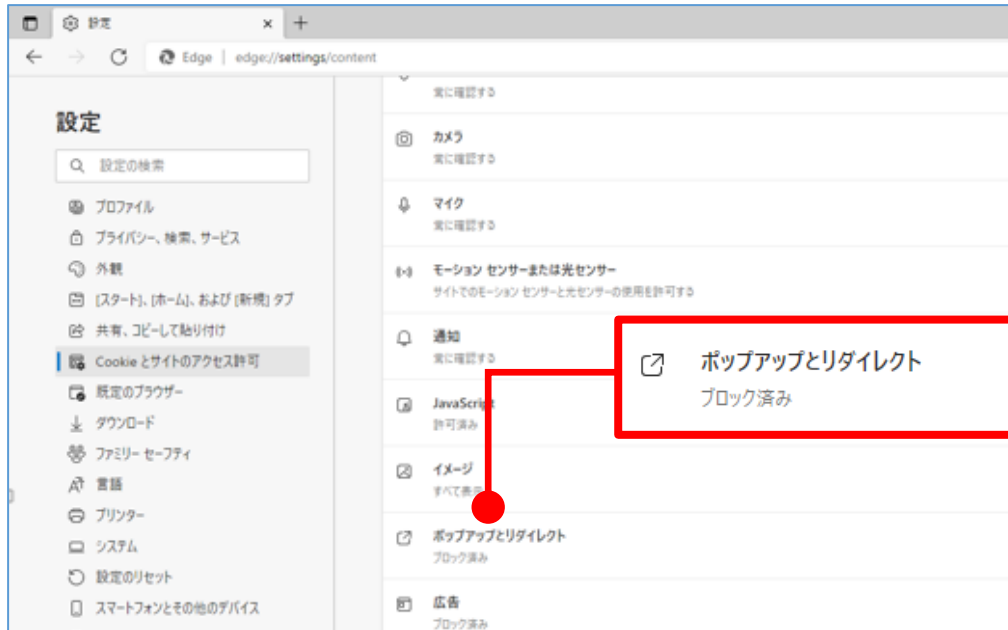 設定
Edge | edge://settings/content
設定
設定の検索
プロファイル
プライバシー、検索、サービス
外観
[スタート]、[ホーム]、および [新規] タブ
共有、コピーして貼り付け
Cookie とサイトのアクセス許可
既定のブラウザー
ダウンロード
ファミリー セーフティ
言語
プリンター
システム
設定のリセット
スマートフォンとその他のデバイス
常に確認する
カメラ
常に確認する
マイク
常に確認する
モーション センサーまたは光センサー
サイトでのモーション センサーと光センサーの使用を許可する
通知
常に確認する
JavaScript
許可済み
イメージ
すべて表示
ポップアップとリダイレクト
ブロック済み
広告
ブロック済み
ポップアップとリダイレクト
ブロック済み